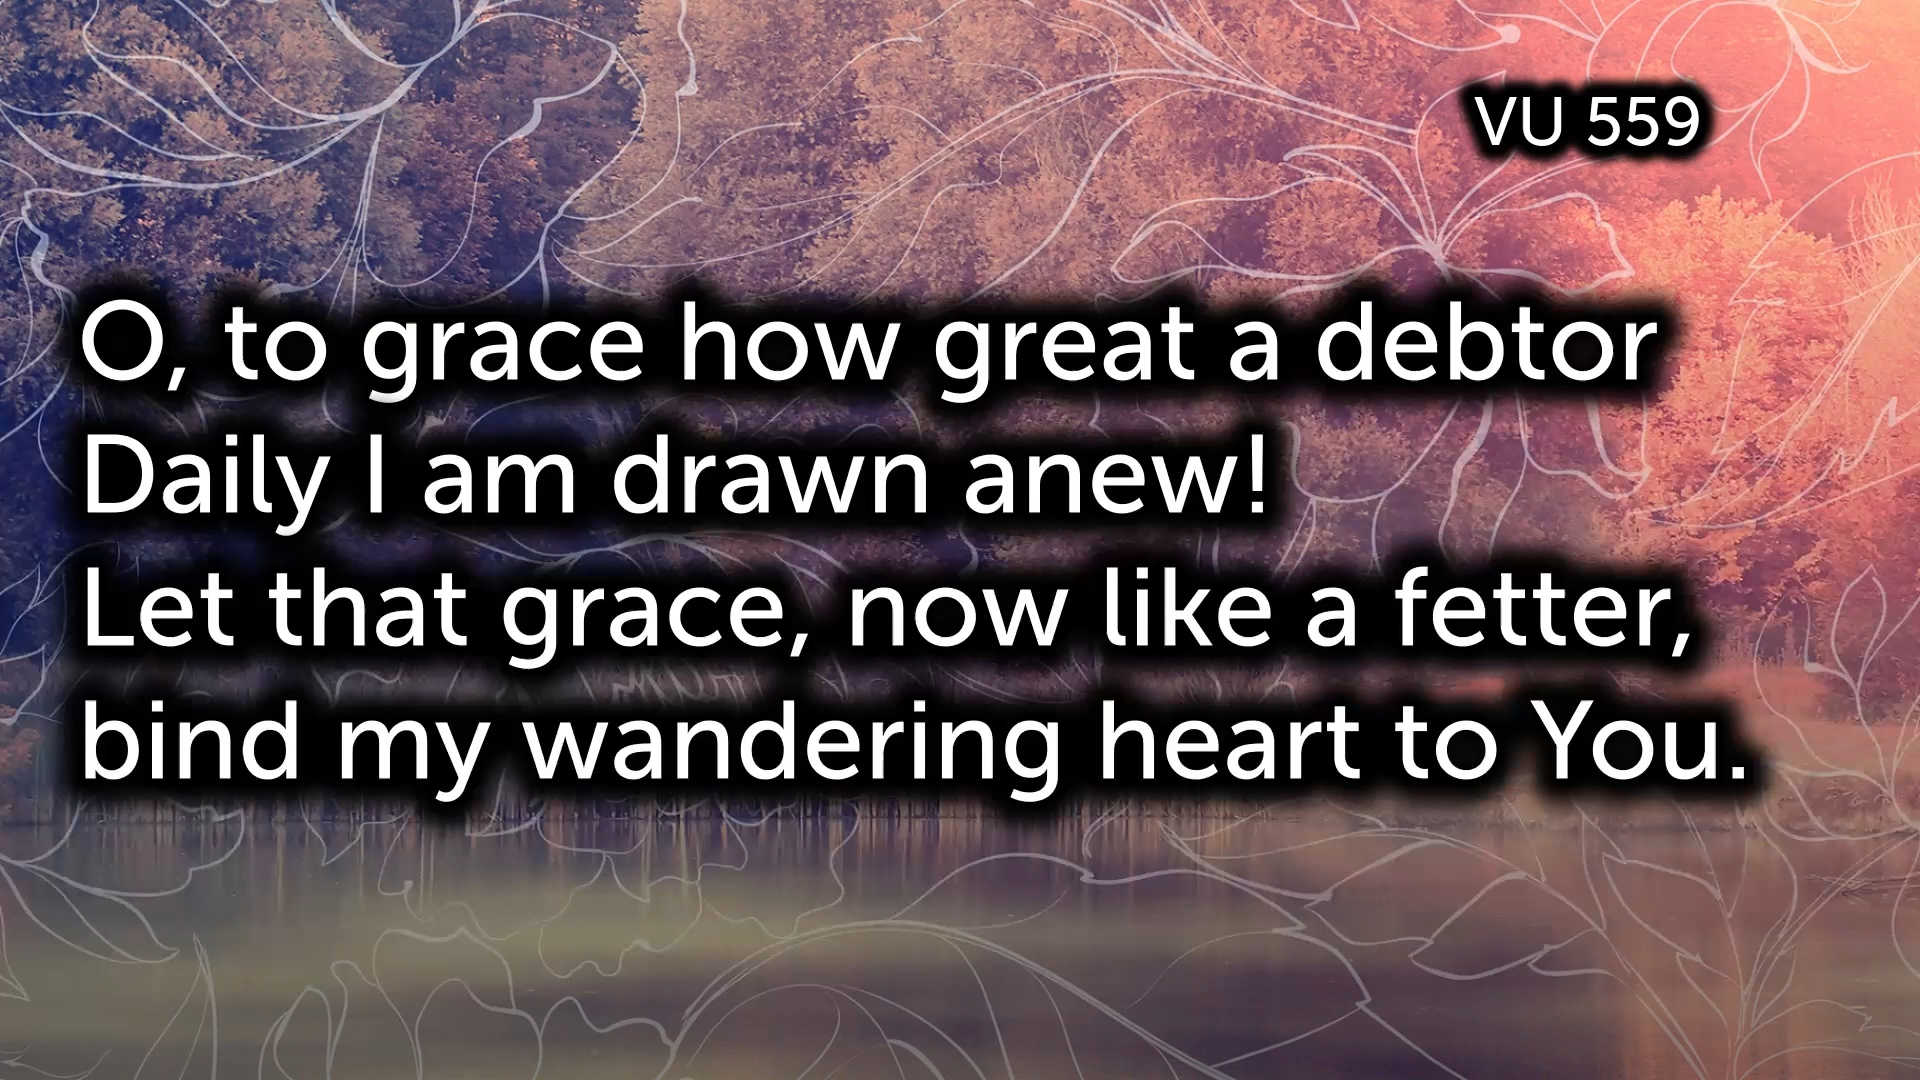 VU 559
O, to grace how great a debtor
Daily I am drawn anew!
Let that grace, now like a fetter,
bind my wandering heart to You.